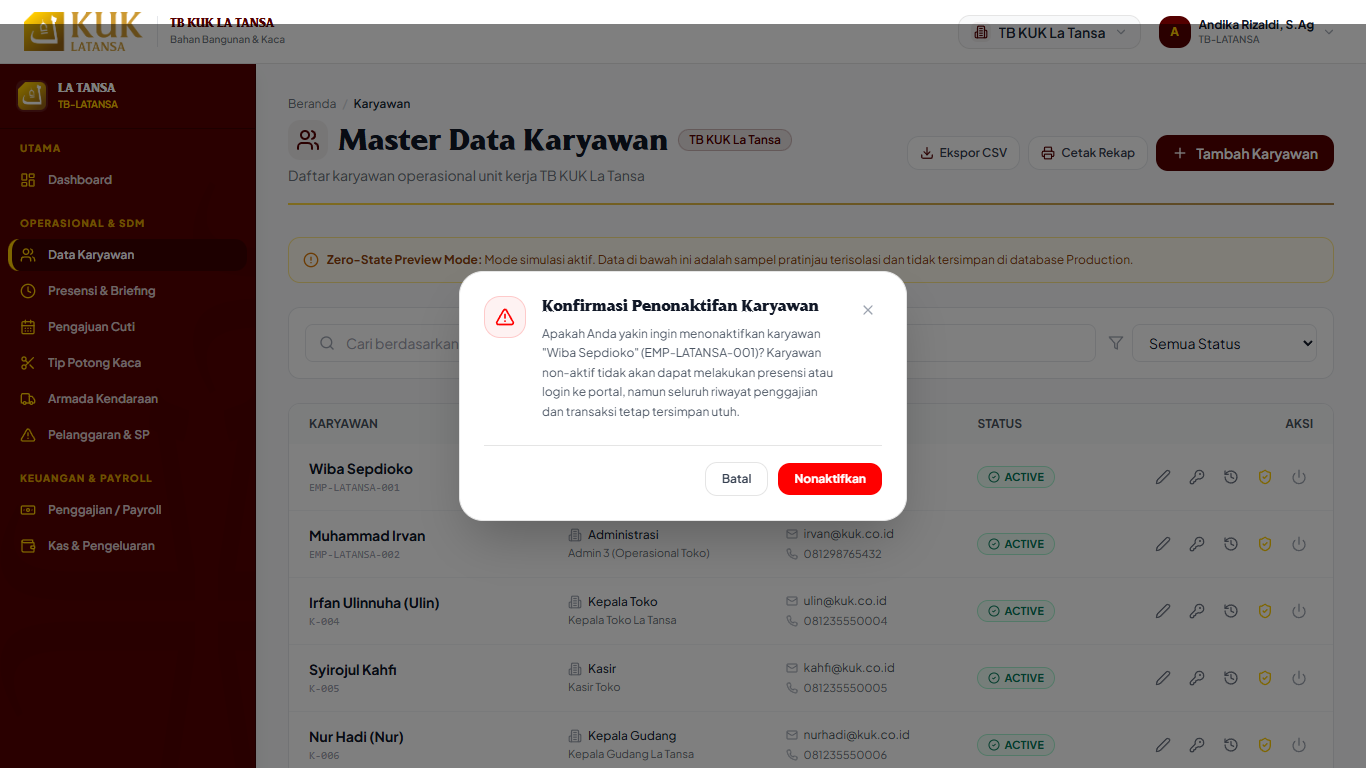 KUK
LATANSA
TB KUK LA TANSA
Bahan Bangunan & Kaca
TB KUK La Tansa
A
Andika Rizaldi, S.Ag
TB-LATANSA
LA TANSA
TB-LATANSA
UTAMA
Dashboard
OPERASIONAL & SDM
Data Karyawan
Presensi & Briefing
Pengajuan Cuti
Tip Potong Kaca
Armada Kendaraan
Pelanggaran & SP
KEUANGAN & PAYROLL
Penggajian / Payroll
Kas & Pengeluaran
Beranda / Karyawan
Master Data Karyawan
TB KUK La Tansa
Daftar karyawan operasional unit kerja TB KUK La Tansa
Ekspor CSV
Cetak Rekap
Tambah Karyawan
Zero-State Preview Mode: Mode simulasi aktif. Data di bawah ini adalah sampel pratinjau terisolasi dan tidak tersimpan di database Production.
Cari berdasarkan
Semua Status
Konfirmasi Penonaktifan Karyawan
Apakah Anda yakin ingin menonaktifkan karyawan
"Wiba Sepdioko" (EMP-LATANSA-001)? Karyawan
non-aktif tidak akan dapat melakukan presensi atau
login ke portal, namun seluruh riwayat penggajian
dan transaksi tetap tersimpan utuh.
Batal
Nonaktifkan
KARYAWAN
STATUS
AKSI
Wiba Sepdioko
EMP-LATANSA-001
ACTIVE
Muhammad Irvan
EMP-LATANSA-002
Administrasi
Admin 3 (Operasional Toko)
irvan@kuk.co.id
081298765432
ACTIVE
Irfan Ulinnuha (Ulin)
K-004
Kepala Toko
Kepala Toko La Tansa
ulin@kuk.co.id
081235550004
ACTIVE
Syirojul Kahfi
K-005
Kasir
Kasir Toko
kahfi@kuk.co.id
081235550005
ACTIVE
Nur Hadi (Nur)
K-006
Kepala Gudang
Kepala Gudang La Tansa
nurhadi@kuk.co.id
081235550006
ACTIVE